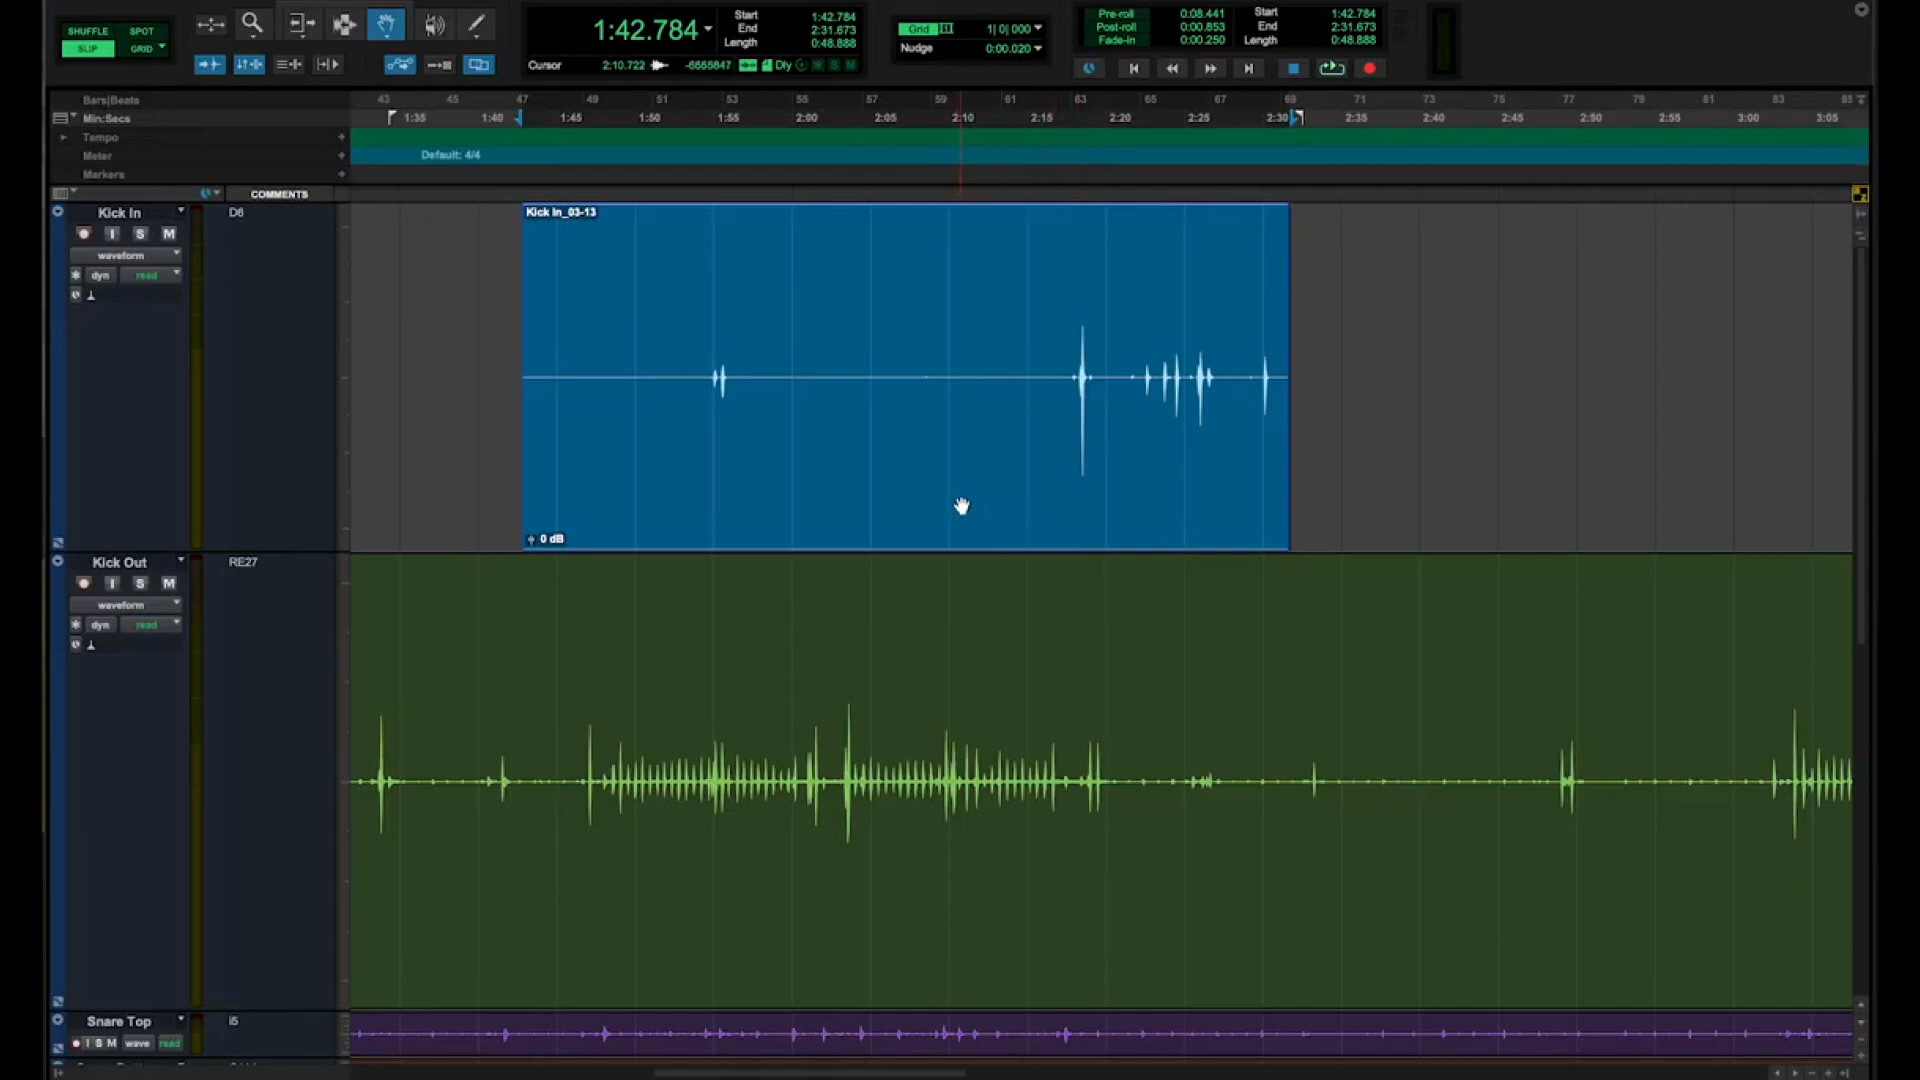 SHUFFLE SPOT
SLIP GRID
1:42.784
Start 1:42.784
End 2:31.673
Length 0:48.888
Cursor 2:10.722 -6555847 Dly S M
Grid 1| 0| 000
Nudge 0:00.020
Pre-roll 0:08.441
Post-roll 0:00.853
Fade-in 0:00.250
Start 1:42.784
End 2:31.673
Length 0:48.888
Bars|Beats 43 45 47 49 51 53 55 57 59 61 63 65 67 69 71 73 75 77 79 81 83 85
Min:Secs 1:35 1:40 1:45 1:50 1:55 2:00 2:05 2:10 2:15 2:20 2:25 2:30 2:35 2:40 2:45 2:50 2:55 3:00 3:05
Tempo
Meter Default: 4/4
Markers
COMMENTS
Kick In D6
I S M
waveform
dyn read
Kick In_03-13
0 dB
Kick Out RE27
I S M
waveform
dyn read
Snare Top i5
I S M wave read